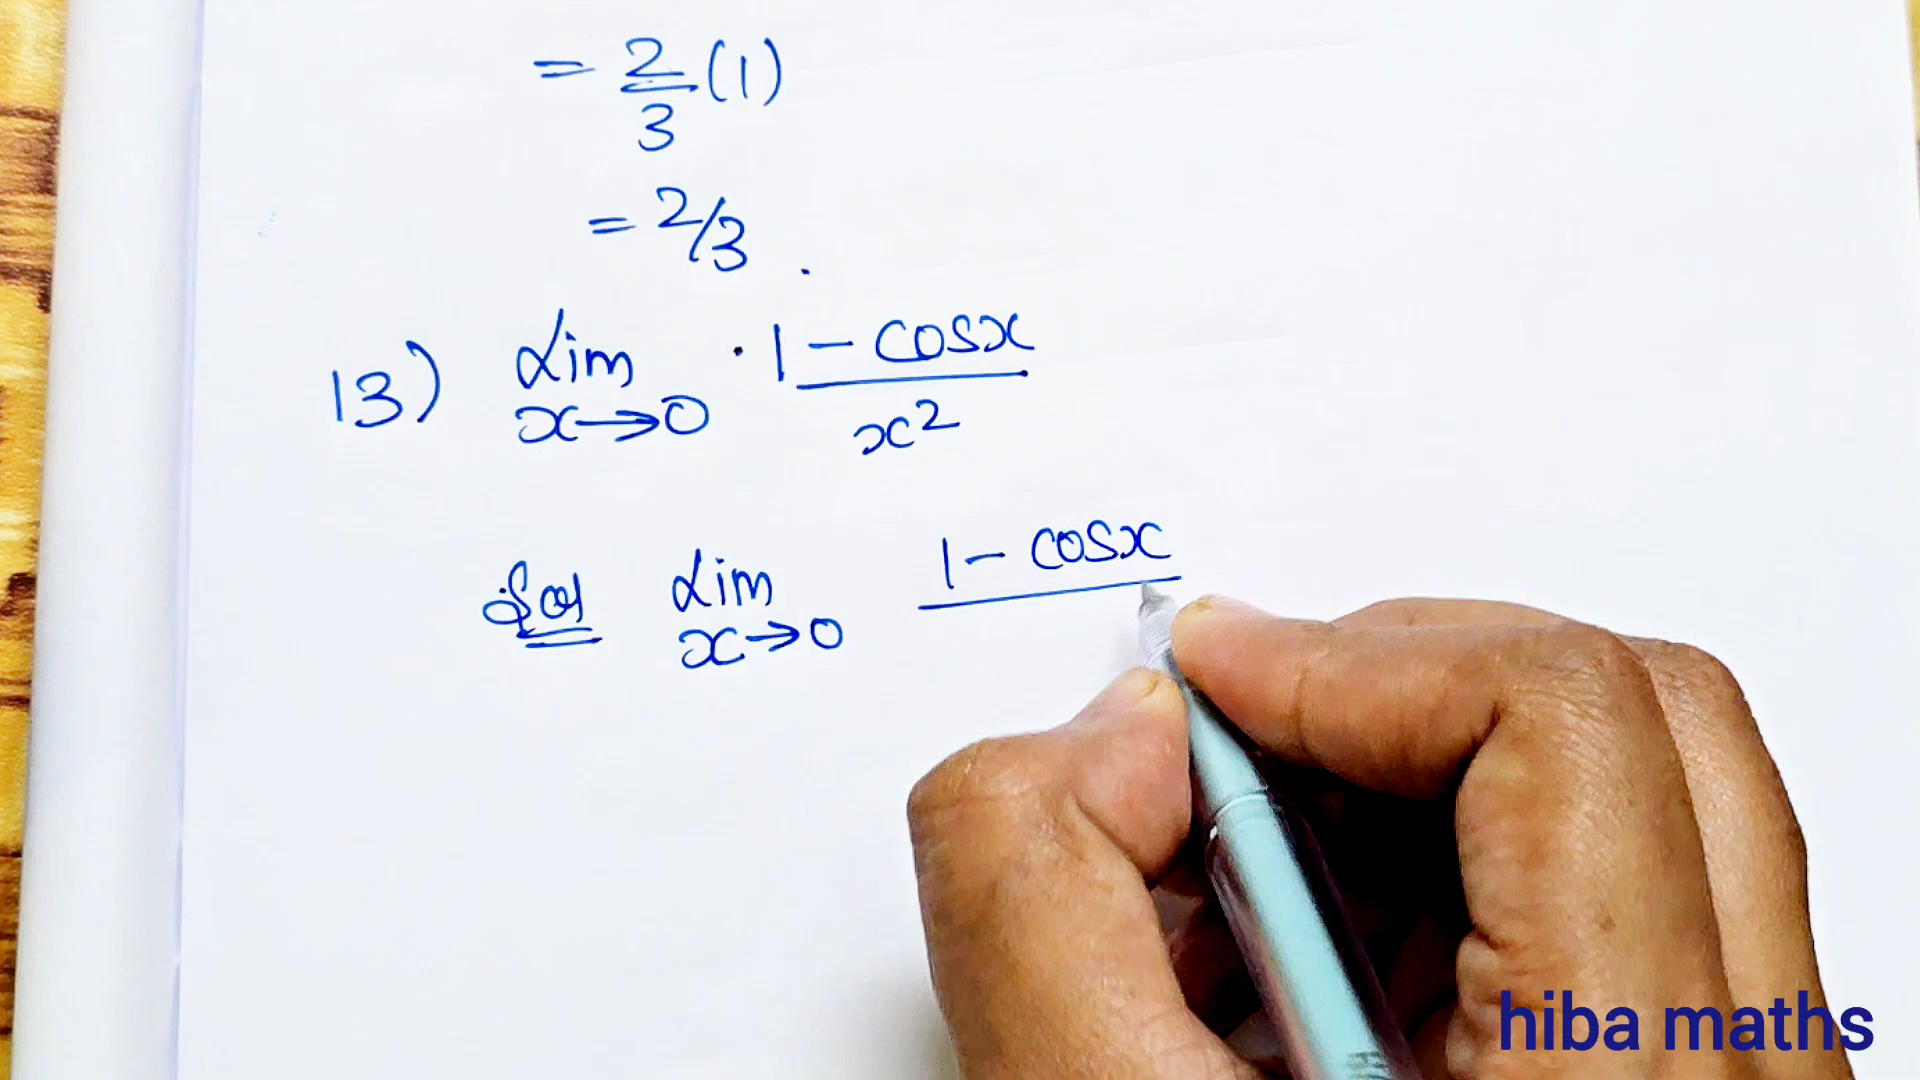 = 2/3 (1)
= 2/3 .
13) Lim x→0 1 - cosx / x²
Sol Lim x→0 1 - cosx
hiba maths